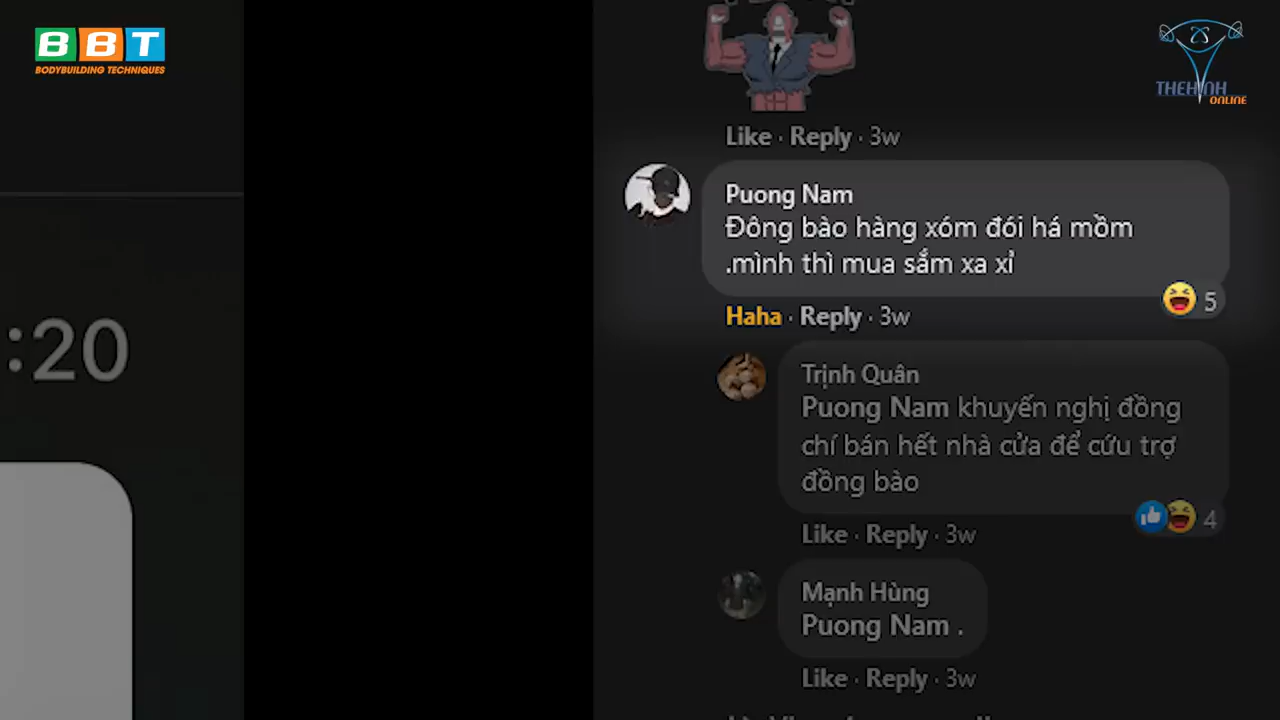 BBT
BODYBUILDING TECHNIQUES
THEHINH
ONLINE
Like · Reply · 3w
Puong Nam
Đông bào hàng xóm đói há mồm
.mình thì mua sắm xa xỉ
5
Haha · Reply · 3w
:20
Trịnh Quân
Puong Nam khuyến nghị đồng
chí bán hết nhà cửa để cứu trợ
đồng bào
4
Like · Reply · 3w
Mạnh Hùng
Puong Nam .
Like · Reply · 3w